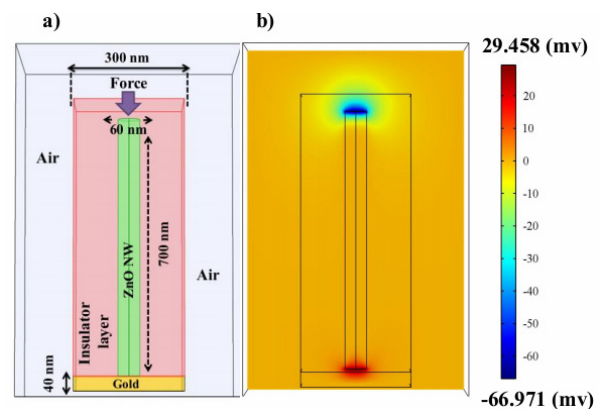 a)
b)
300 nm
Force
60 nm
Air
Air
700 nm
ZnO NW
Insulator
layer
40 nm
Gold
29.458 (mv)
20
10
0
-10
-20
-30
-40
-50
-60
-66.971 (mv)